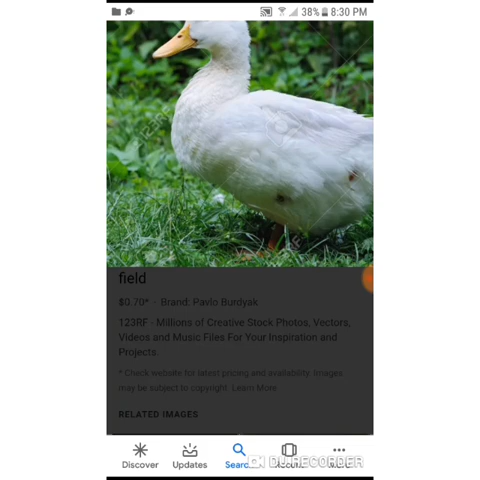 38% 8:30 PM
123RF
field
$0.70* · Brand: Pavlo Burdyak
123RF - Millions of Creative Stock Photos, Vectors,
Videos and Music Files For Your Inspiration and
Projects
* Check website for latest pricing and availability. Images
may be subject to copyright. Learn More
RELATED IMAGES
Discover Updates
DU RECORDER